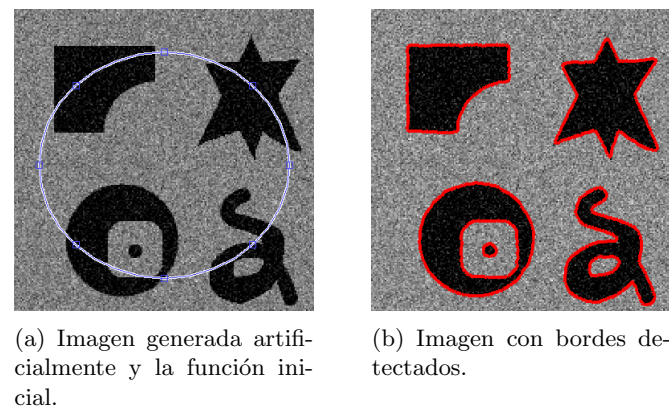 (a) Imagen generada artifi-
cialmente y la función ini-
cial.
(b) Imagen con bordes de-
tectados.